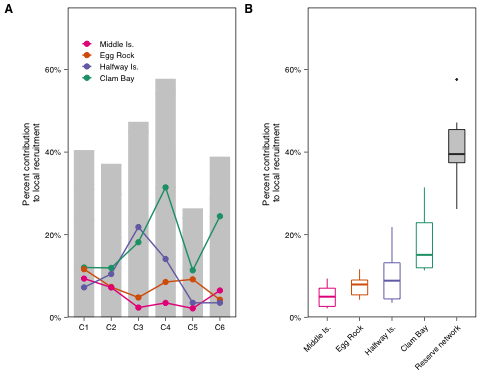 A
Percent contribution
to local recruitment
60%
40%
20%
0%
Middle Is.
Egg Rock
Halfway Is.
Clam Bay
C1 C2 C3 C4 C5 C6
B
Percent contribution
to local recruitment
60%
40%
20%
0%
Middle Is.
Egg Rock
Halfway Is.
Clam Bay
Reserve network